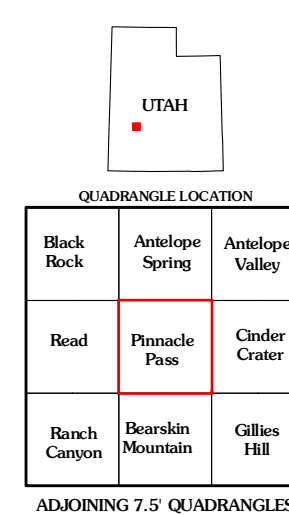 UTAH
QUADRANGLE LOCATION
Black Rock
Antelope Spring
Antelope Valley
Read
Pinnacle Pass
Cinder Crater
Ranch Canyon
Bearskin Mountain
Gillies Hill
ADJOINING 7.5' QUADRANGLES